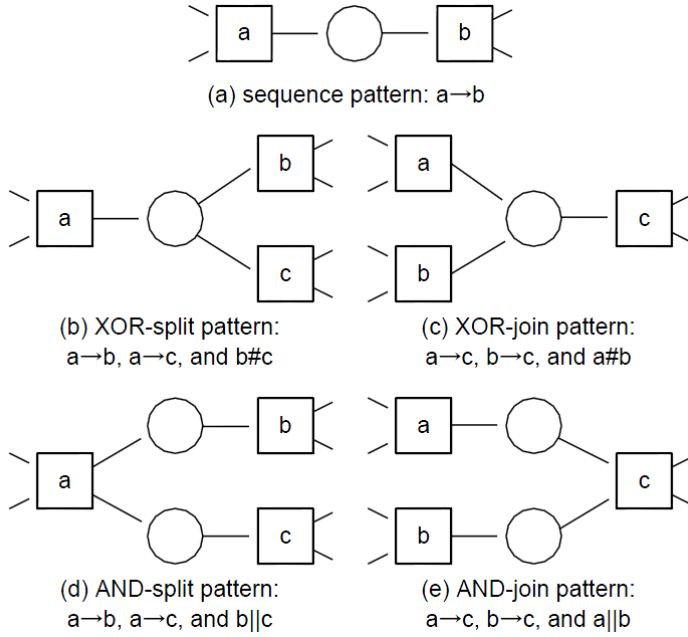 a b
(a) sequence pattern: a→b
a b c
(b) XOR-split pattern:
a→b, a→c, and b#c
a b c
(c) XOR-join pattern:
a→c, b→c, and a#b
a b c
(d) AND-split pattern:
a→b, a→c, and b||c
a b c
(e) AND-join pattern:
a→c, b→c, and a||b